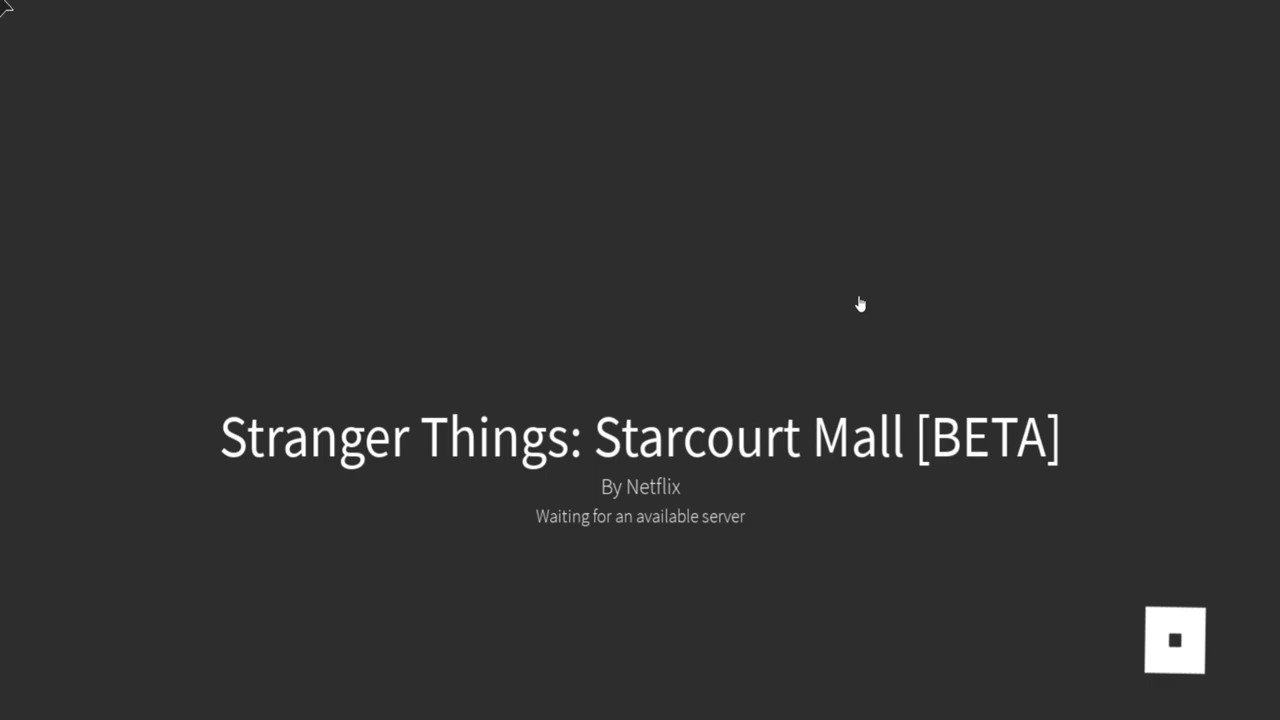 Stranger Things: Starcourt Mall [BETA]
By Netflix
Waiting for an available server